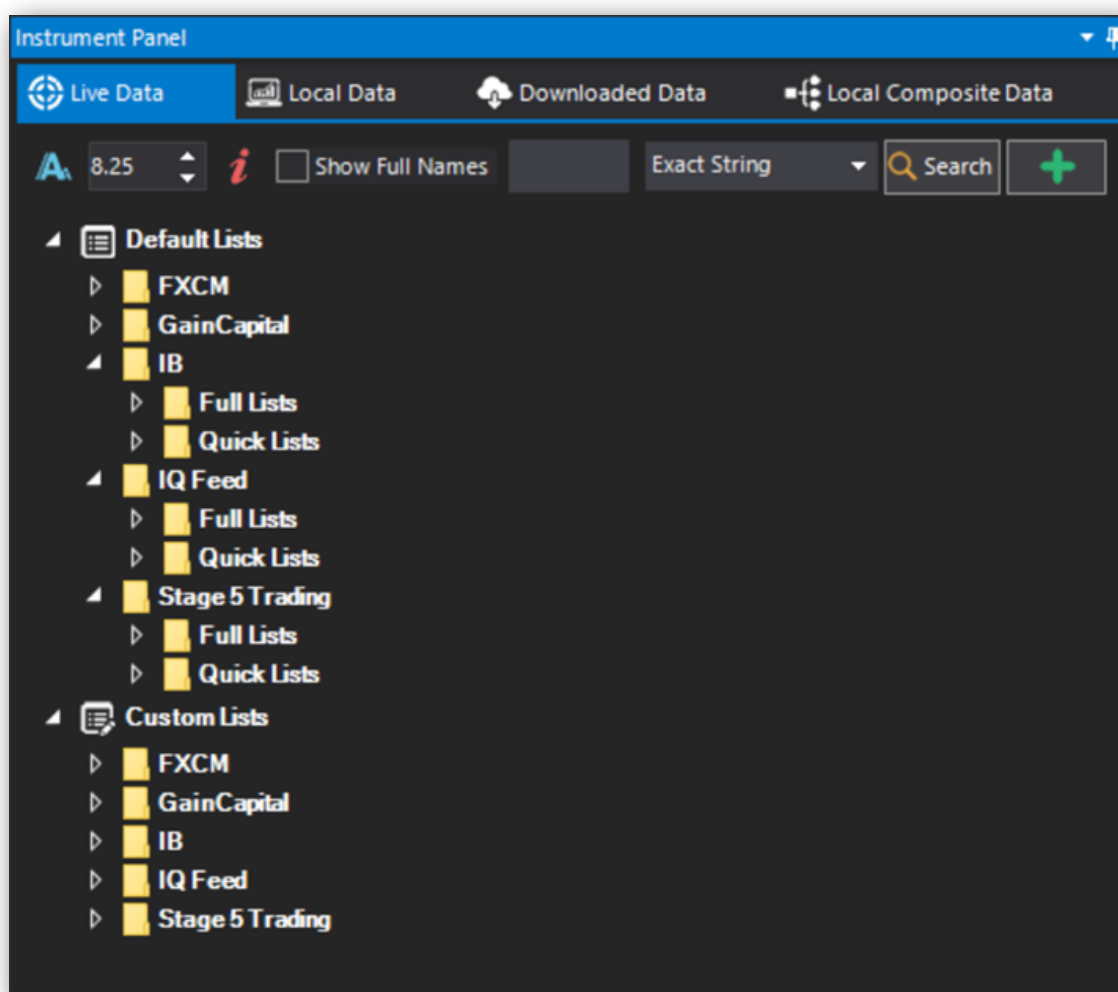 Instrument Panel
Live Data Local Data Downloaded Data Local Composite Data
8.25 Show Full Names Exact String Search
Default Lists
FXCM
GainCapital
IB
Full Lists
Quick Lists
IQ Feed
Full Lists
Quick Lists
Stage 5 Trading
Full Lists
Quick Lists
Custom Lists
FXCM
GainCapital
IB
IQ Feed
Stage 5 Trading